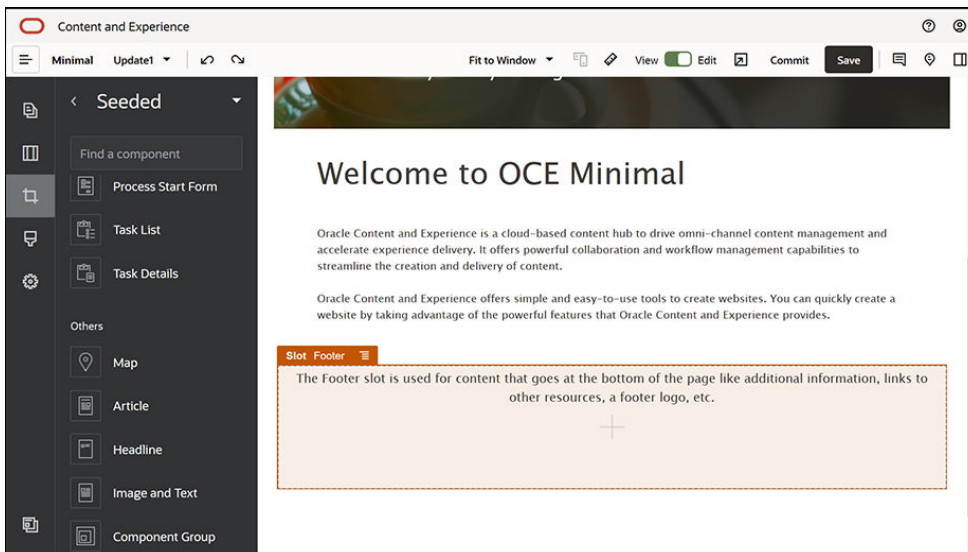 Content and Experience
Minimal Update1 Fit to Window View Edit Commit Save
Seeded
Find a component
Process Start Form
Task List
Task Details
Others
Map
Article
Headline
Image and Text
Component Group
Welcome to OCE Minimal
Oracle Content and Experience is a cloud-based content hub to drive omni-channel content management and
accelerate experience delivery. It offers powerful collaboration and workflow management capabilities to
streamline the creation and delivery of content.
Oracle Content and Experience offers simple and easy-to-use tools to create websites. You can quickly create a
website by taking advantage of the powerful features that Oracle Content and Experience provides.
Slot Footer
The Footer slot is used for content that goes at the bottom of the page like additional information, links to
other resources, a footer logo, etc.